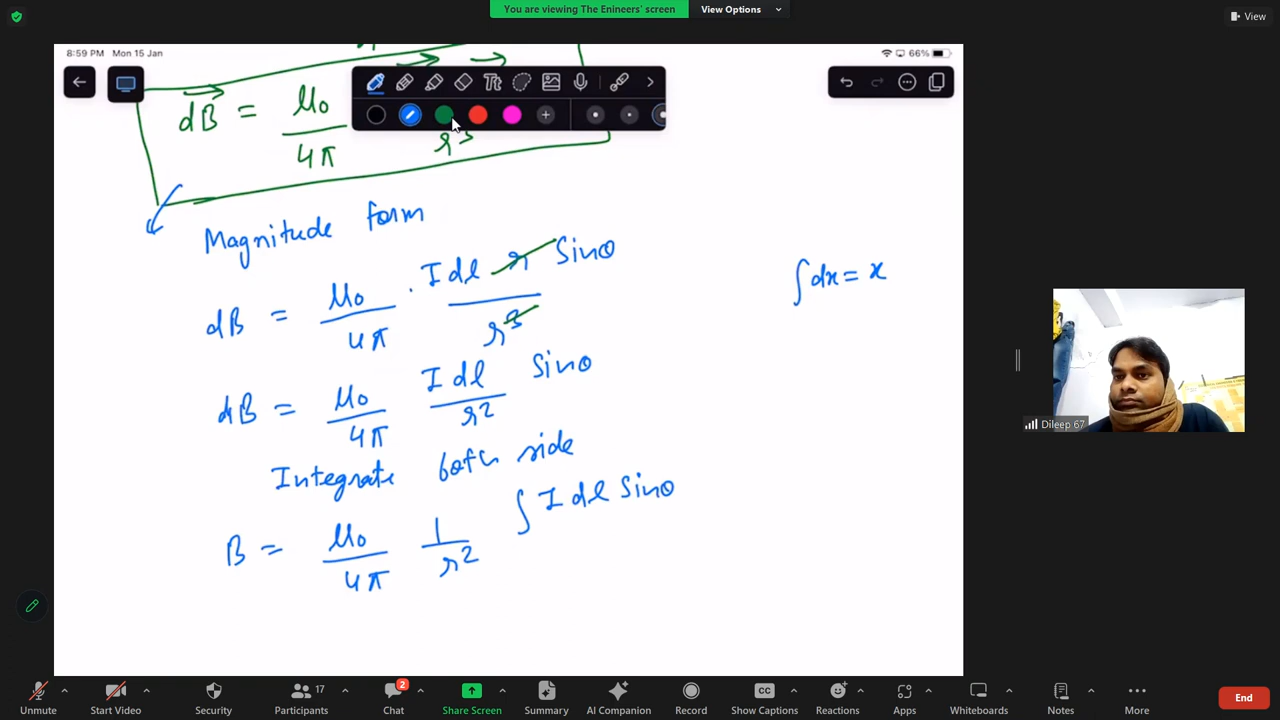 You are viewing The Enineers' screen
View Options
View
8:59 PM Mon 15 Jan
66%
dB = μ₀
4π
r³
Magnitude form
dB = μ₀/4π . I dl r Sinθ / r³
∫dx = x
dB = μ₀/4π I dl / r² Sinθ
Integrate both side
B = μ₀/4π 1/r² ∫ I dl Sinθ
Tt
Dileep 67
Unmute
Start Video
Security
17
Participants
2
Chat
Share Screen
Summary
AI Companion
Record
CC
Show Captions
Reactions
Apps
Whiteboards
Notes
More
End